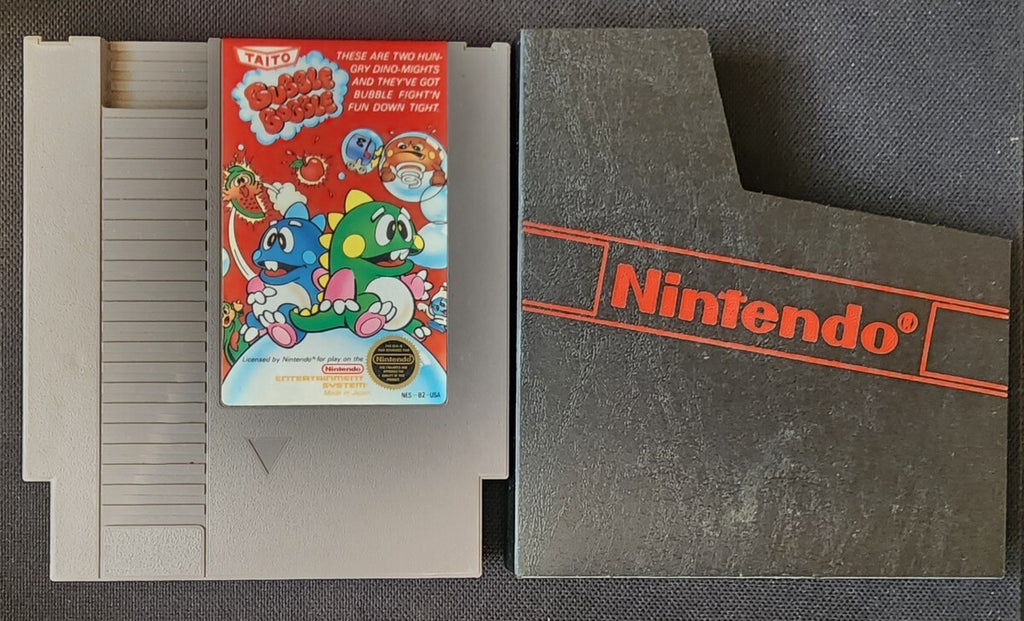 TAITO
BUBBLE
BOBBLE
THESE ARE TWO HUN-
GRY DINO-MIGHTS
AND THEY'VE GOT
BUBBLE FIGHT'N
FUN DOWN TIGHT.
Licensed by Nintendo® for play on the
Nintendo
ENTERTAINMENT
SYSTEM
Made in Japan
Nintendo
NES-B2-USA
Nintendo®